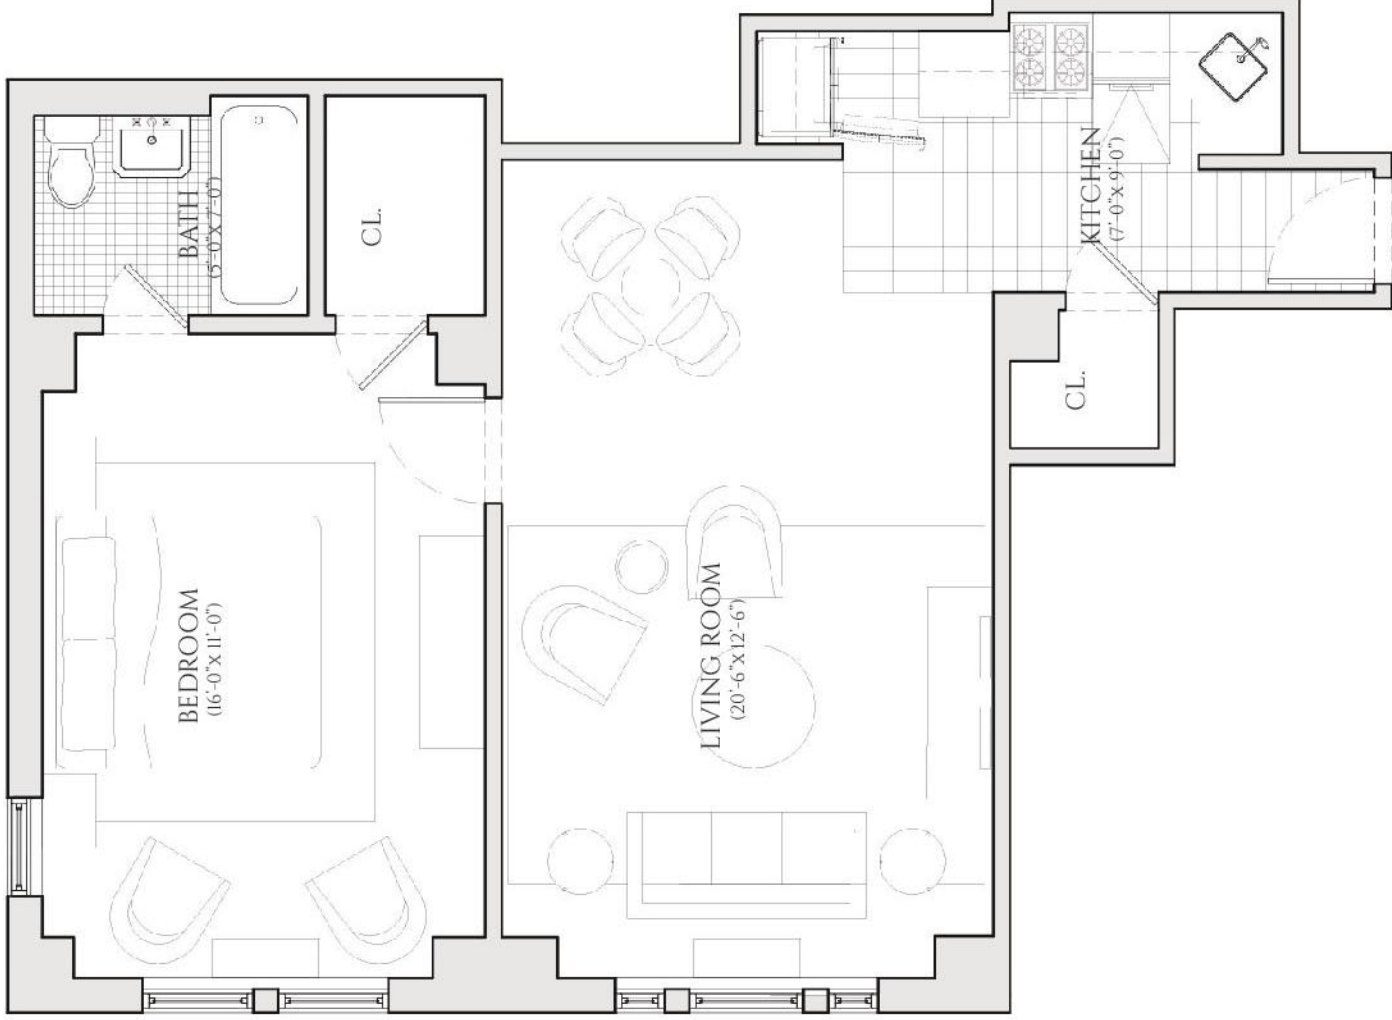 BATH
(5'-0"X 7'-0")
CL.
KITCHEN
(7'-0"X 9'-0")
CL.
BEDROOM
(16'-0"X 11'-0")
LIVING ROOM
(20'-6"X 12'-6")